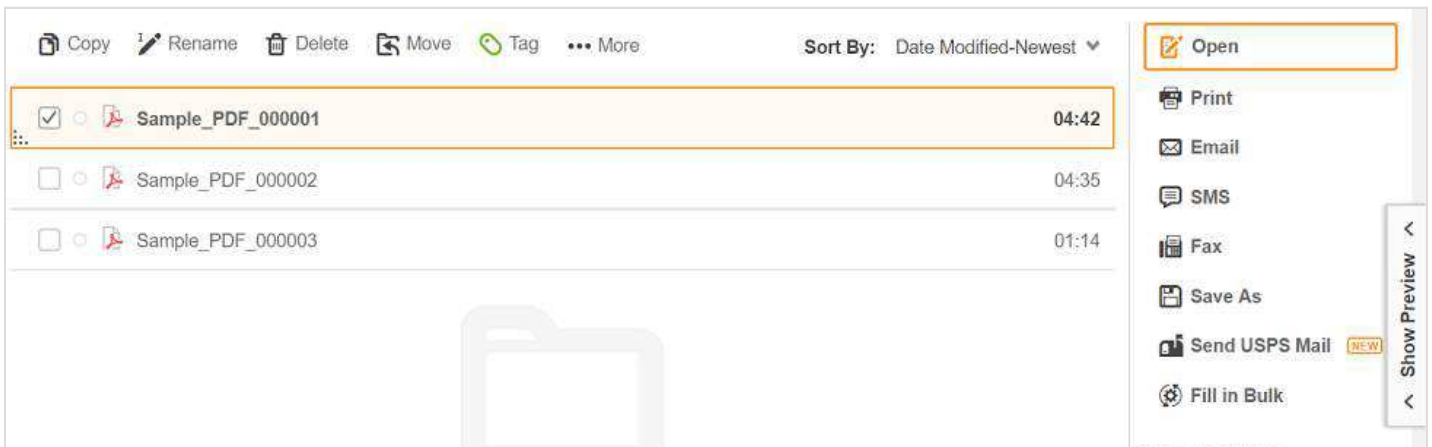 Copy Rename Delete Move Tag ••• More Sort By: Date Modified-Newest
Sample_PDF_000001 04:42
Sample_PDF_000002 04:35
Sample_PDF_000003 01:14
Open
Print
Email
SMS
Fax
Save As
Send USPS Mail NEW
Fill in Bulk
Show Preview